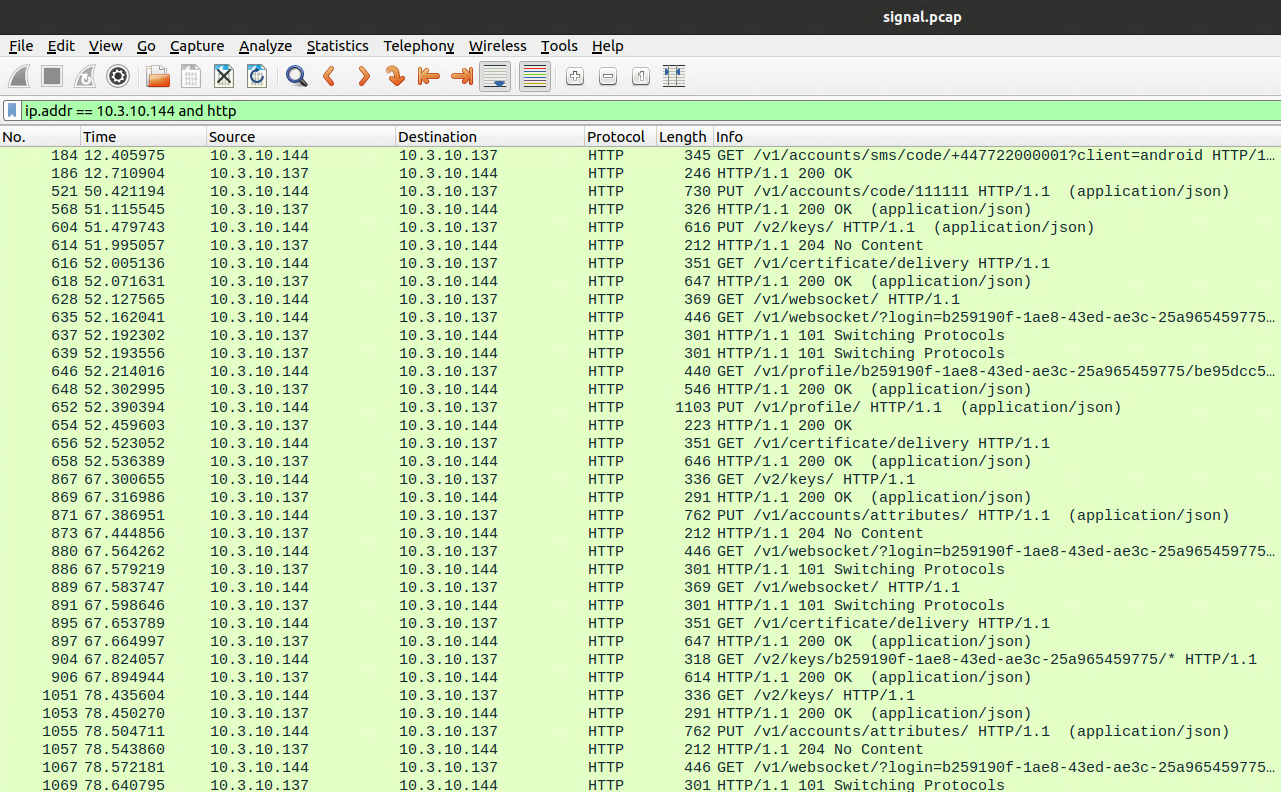 signal.pcap
File Edit View Go Capture Analyze Statistics Telephony Wireless Tools Help
ip.addr == 10.3.10.144 and http
No. Time Source Destination Protocol Length Info
184 12.405975 10.3.10.144 10.3.10.137 HTTP 345 GET /v1/accounts/sms/code/+447722000001?client=android HTTP/1…
186 12.710904 10.3.10.137 10.3.10.144 HTTP 246 HTTP/1.1 200 OK
521 50.421194 10.3.10.144 10.3.10.137 HTTP 730 PUT /v1/accounts/code/111111 HTTP/1.1 (application/json)
568 51.115545 10.3.10.137 10.3.10.144 HTTP 326 HTTP/1.1 200 OK (application/json)
604 51.479743 10.3.10.144 10.3.10.137 HTTP 616 PUT /v2/keys/ HTTP/1.1 (application/json)
614 51.995057 10.3.10.137 10.3.10.144 HTTP 212 HTTP/1.1 204 No Content
616 52.005136 10.3.10.144 10.3.10.137 HTTP 351 GET /v1/certificate/delivery HTTP/1.1
618 52.071631 10.3.10.137 10.3.10.144 HTTP 647 HTTP/1.1 200 OK (application/json)
628 52.127565 10.3.10.144 10.3.10.137 HTTP 369 GET /v1/websocket/ HTTP/1.1
635 52.162041 10.3.10.144 10.3.10.137 HTTP 446 GET /v1/websocket/?login=b259190f-1ae8-43ed-ae3c-25a965459775…
637 52.192302 10.3.10.137 10.3.10.144 HTTP 301 HTTP/1.1 101 Switching Protocols
639 52.193556 10.3.10.137 10.3.10.144 HTTP 301 HTTP/1.1 101 Switching Protocols
646 52.214016 10.3.10.144 10.3.10.137 HTTP 440 GET /v1/profile/b259190f-1ae8-43ed-ae3c-25a965459775/be95dcc5…
648 52.302995 10.3.10.137 10.3.10.144 HTTP 546 HTTP/1.1 200 OK (application/json)
652 52.390394 10.3.10.144 10.3.10.137 HTTP 1103 PUT /v1/profile/ HTTP/1.1 (application/json)
654 52.459603 10.3.10.137 10.3.10.144 HTTP 223 HTTP/1.1 200 OK
656 52.523052 10.3.10.144 10.3.10.137 HTTP 351 GET /v1/certificate/delivery HTTP/1.1
658 52.536389 10.3.10.137 10.3.10.144 HTTP 646 HTTP/1.1 200 OK (application/json)
867 67.300655 10.3.10.144 10.3.10.137 HTTP 336 GET /v2/keys/ HTTP/1.1
869 67.316986 10.3.10.137 10.3.10.144 HTTP 291 HTTP/1.1 200 OK (application/json)
871 67.386951 10.3.10.144 10.3.10.137 HTTP 762 PUT /v1/accounts/attributes/ HTTP/1.1 (application/json)
873 67.444856 10.3.10.137 10.3.10.144 HTTP 212 HTTP/1.1 204 No Content
880 67.564262 10.3.10.144 10.3.10.137 HTTP 446 GET /v1/websocket/?login=b259190f-1ae8-43ed-ae3c-25a965459775…
886 67.579219 10.3.10.137 10.3.10.144 HTTP 301 HTTP/1.1 101 Switching Protocols
889 67.583747 10.3.10.144 10.3.10.137 HTTP 369 GET /v1/websocket/ HTTP/1.1
891 67.598646 10.3.10.137 10.3.10.144 HTTP 301 HTTP/1.1 101 Switching Protocols
895 67.653789 10.3.10.144 10.3.10.137 HTTP 351 GET /v1/certificate/delivery HTTP/1.1
897 67.664997 10.3.10.137 10.3.10.144 HTTP 647 HTTP/1.1 200 OK (application/json)
904 67.824057 10.3.10.144 10.3.10.137 HTTP 318 GET /v2/keys/b259190f-1ae8-43ed-ae3c-25a965459775/* HTTP/1.1
906 67.894944 10.3.10.137 10.3.10.144 HTTP 614 HTTP/1.1 200 OK (application/json)
1051 78.435604 10.3.10.144 10.3.10.137 HTTP 336 GET /v2/keys/ HTTP/1.1
1053 78.450270 10.3.10.137 10.3.10.144 HTTP 291 HTTP/1.1 200 OK (application/json)
1055 78.504711 10.3.10.144 10.3.10.137 HTTP 762 PUT /v1/accounts/attributes/ HTTP/1.1 (application/json)
1057 78.543860 10.3.10.137 10.3.10.144 HTTP 212 HTTP/1.1 204 No Content
1067 78.572181 10.3.10.144 10.3.10.137 HTTP 446 GET /v1/websocket/?login=b259190f-1ae8-43ed-ae3c-25a965459775…
1069 78.640795 10.3.10.137 10.3.10.144 HTTP 301 HTTP/1.1 101 Switching Protocols